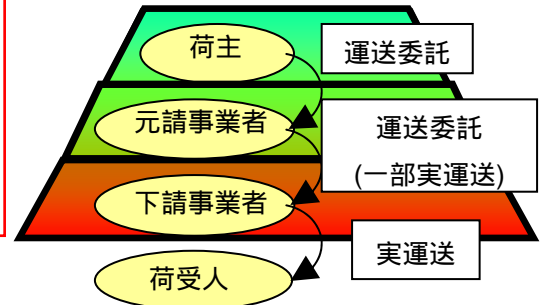 荷主
運送委託
元請事業者
運送委託
(一部実運送)
下請事業者
実運送
荷受人